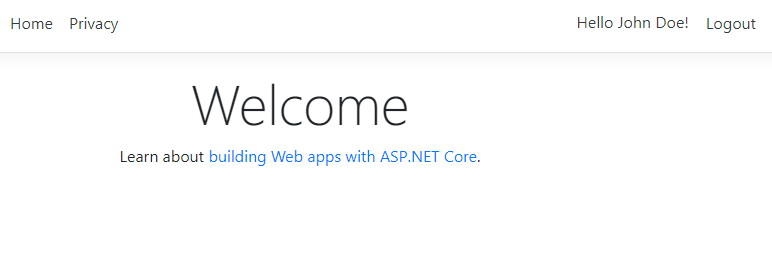 Home Privacy Hello John Doe! Logout
Welcome
Learn about building Web apps with ASP.NET Core.